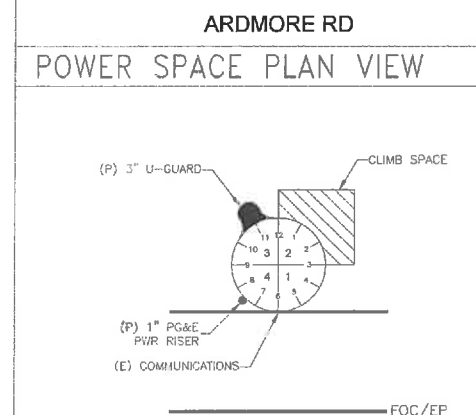 ARDMORE RD
POWER SPACE PLAN VIEW
(P) 3" U-GUARD
CLIMB SPACE
12
11 1
10 3 2 2
9 3
8 4 1 4
7 5
6
(P) 1" PG&E
PWR RISER
(E) COMMUNICATIONS
FOC/EP